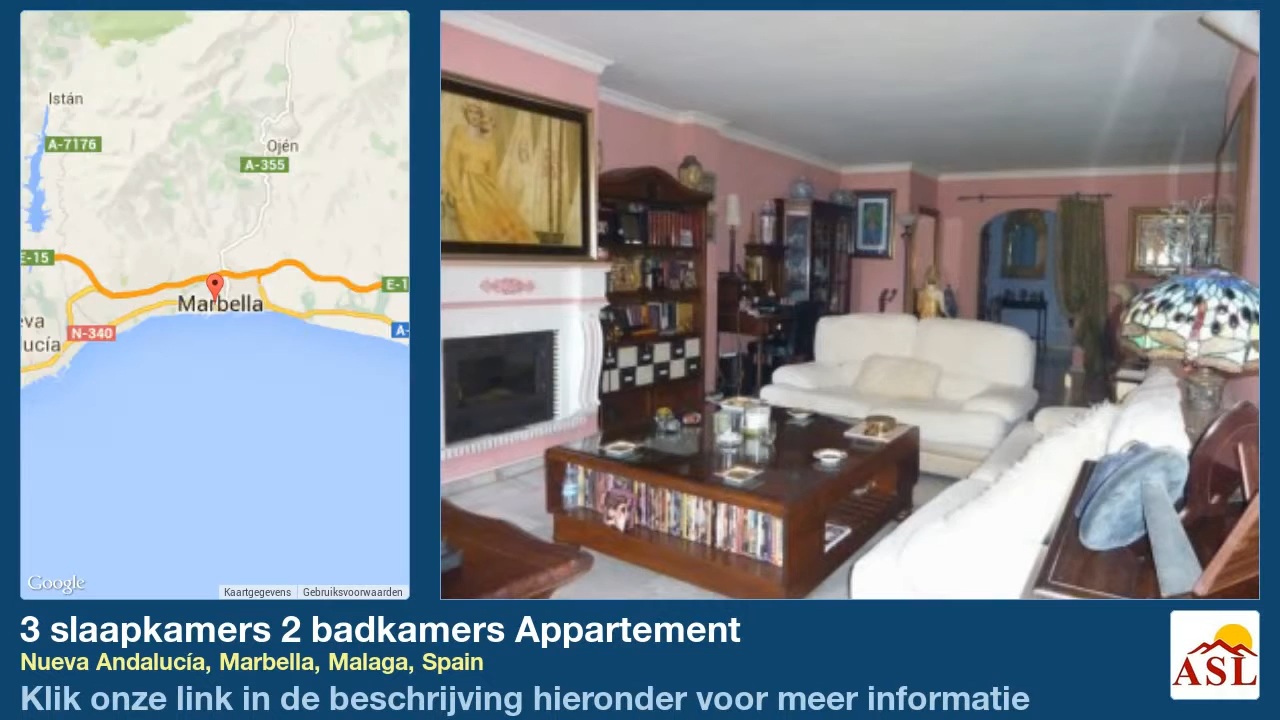 Istán
A-7176
Ojén
A-355
E-15
E-1
Marbella
eva
N-340
A-
ucía
Google
Kaartgegevens
Gebruiksvoorwaarden
3 slaapkamers 2 badkamers Appartement
Nueva Andalucía, Marbella, Malaga, Spain
Klik onze link in de beschrijving hieronder voor meer informatie
ASL